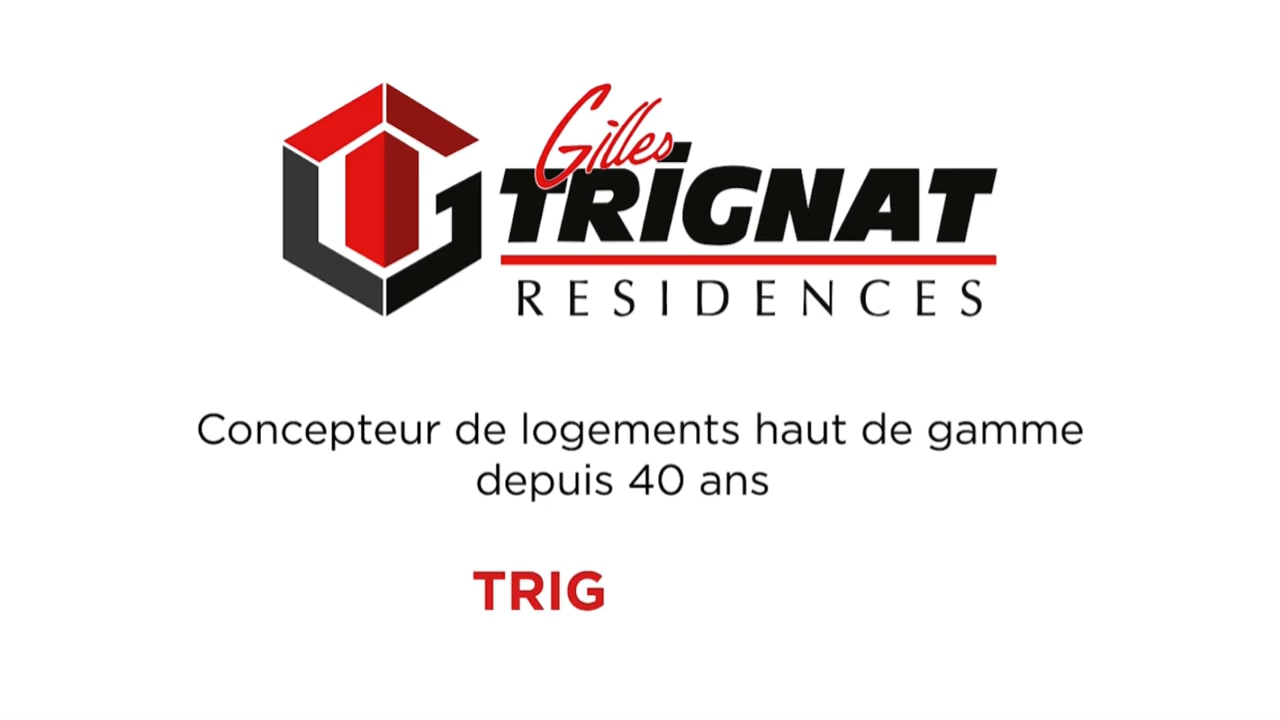 Gilles
TRIGNAT
RESIDENCES
Concepteur de logements haut de gamme
depuis 40 ans
TRIG